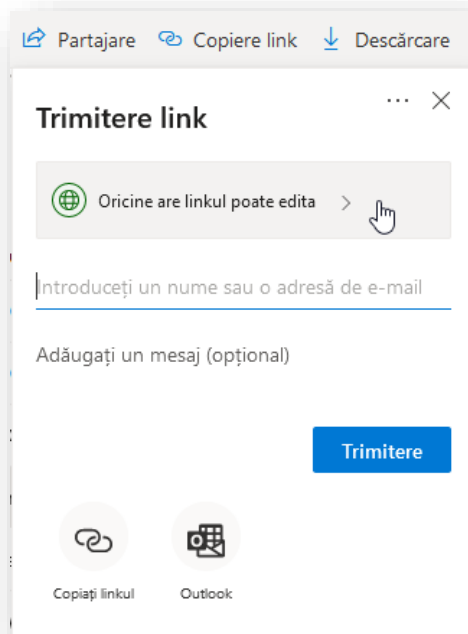 Partajare Copiere link Descărcare
Trimitere link
Oricine are linkul poate edita
Introduceți un nume sau o adresă de e-mail
Adăugați un mesaj (opțional)
Trimitere
Copiați linkul Outlook